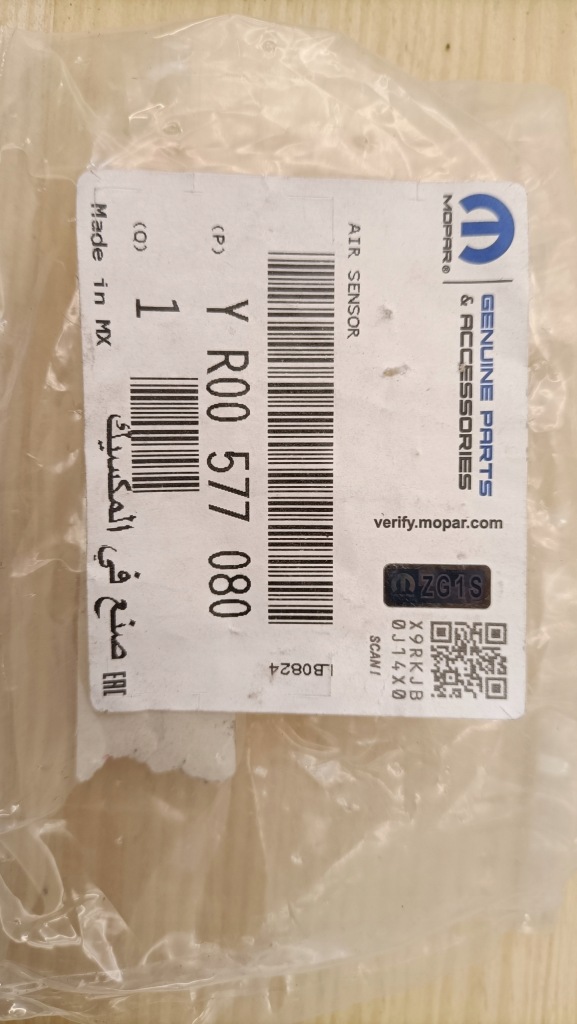 MOPAR®
GENUINE PARTS
& ACCESSORIES
verify.mopar.com
ZG1S
X9RKJB
0J14X0
SCAN!
AIR SENSOR
LB0824
(P)
Y R00 577 080
(Q)
1
Made in MX
صنع في المكسيك
EAC